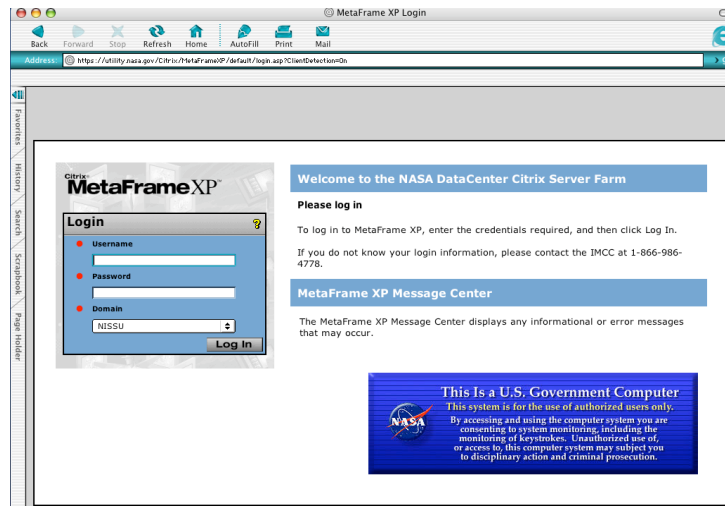 MetaFrame XP Login
Back Forward Stop Refresh Home AutoFill Print Mail
Address: https://utility.nasa.gov/Citrix/MetaFrameXP/default/login.asp?ClientDetection=On
Favorites
History
Search
Scrapbook
Page Holder
Citrix
MetaFrame XP
Login ?
Username
Password
Domain
NISSU
Log In
Welcome to the NASA DataCenter Citrix Server Farm
Please log in
To log in to MetaFrame XP, enter the credentials required, and then click Log In.
If you do not know your login information, please contact the IMCC at 1-866-986-
4778.
MetaFrame XP Message Center
The MetaFrame XP Message Center displays any informational or error messages
that may occur.
NASA
This Is a U.S. Government Computer
This system is for the use of authorized users only.
By accessing and using the computer system you are
consenting to system monitoring, including the
monitoring of keystrokes. Unauthorized use of,
or access to, this computer system may subject you
to disciplinary action and criminal prosecution.